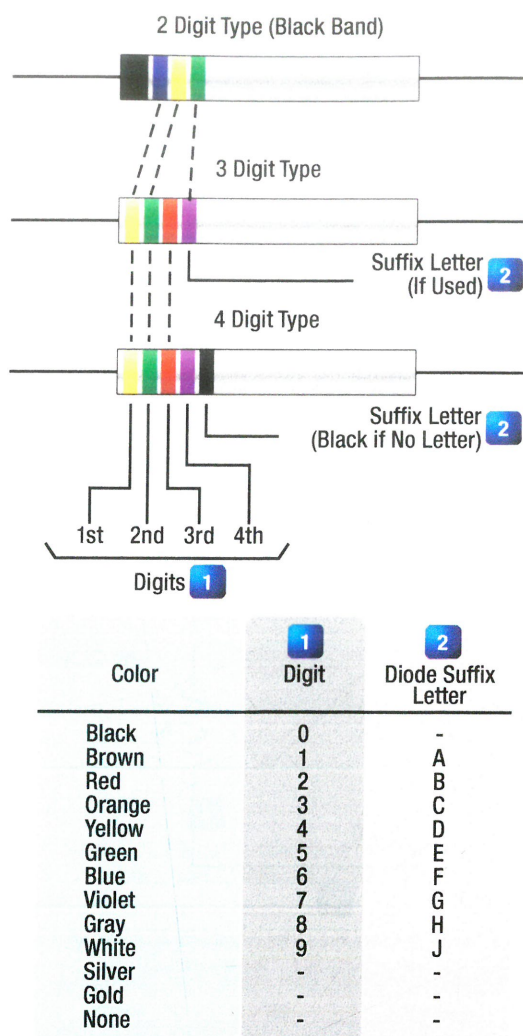 2 Digit Type (Black Band)
3 Digit Type
Suffix Letter
(If Used) 2
4 Digit Type
Suffix Letter
(Black if No Letter) 2
1st 2nd 3rd 4th
Digits 1
1 2
Color Digit Diode Suffix
Letter
Black 0 -
Brown 1 A
Red 2 B
Orange 3 C
Yellow 4 D
Green 5 E
Blue 6 F
Violet 7 G
Gray 8 H
White 9 J
Silver - -
Gold - -
None - -